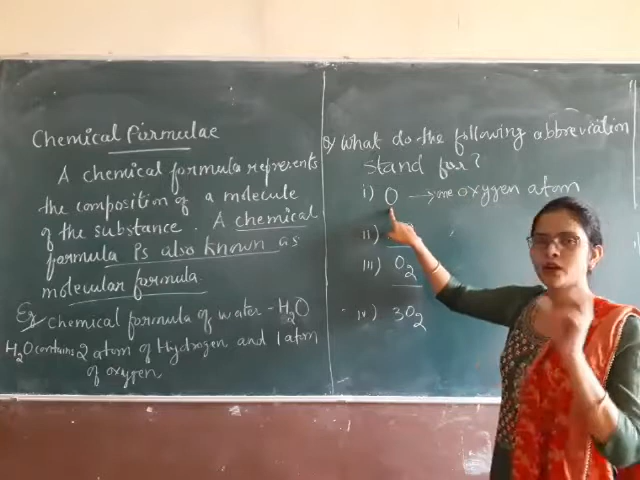 Chemical Formulae
A chemical formula represents
the composition of a molecule
of the substance. A chemical
formula is also known as
molecular formula.
Eg chemical formula of water - H₂O
H₂O contains 2 atom of Hydrogen and 1 atom
of oxygen
Q What do the following abbreviation
stand for?
i) O → one oxygen atom
ii)
iii) O₂
iv) 3O₂